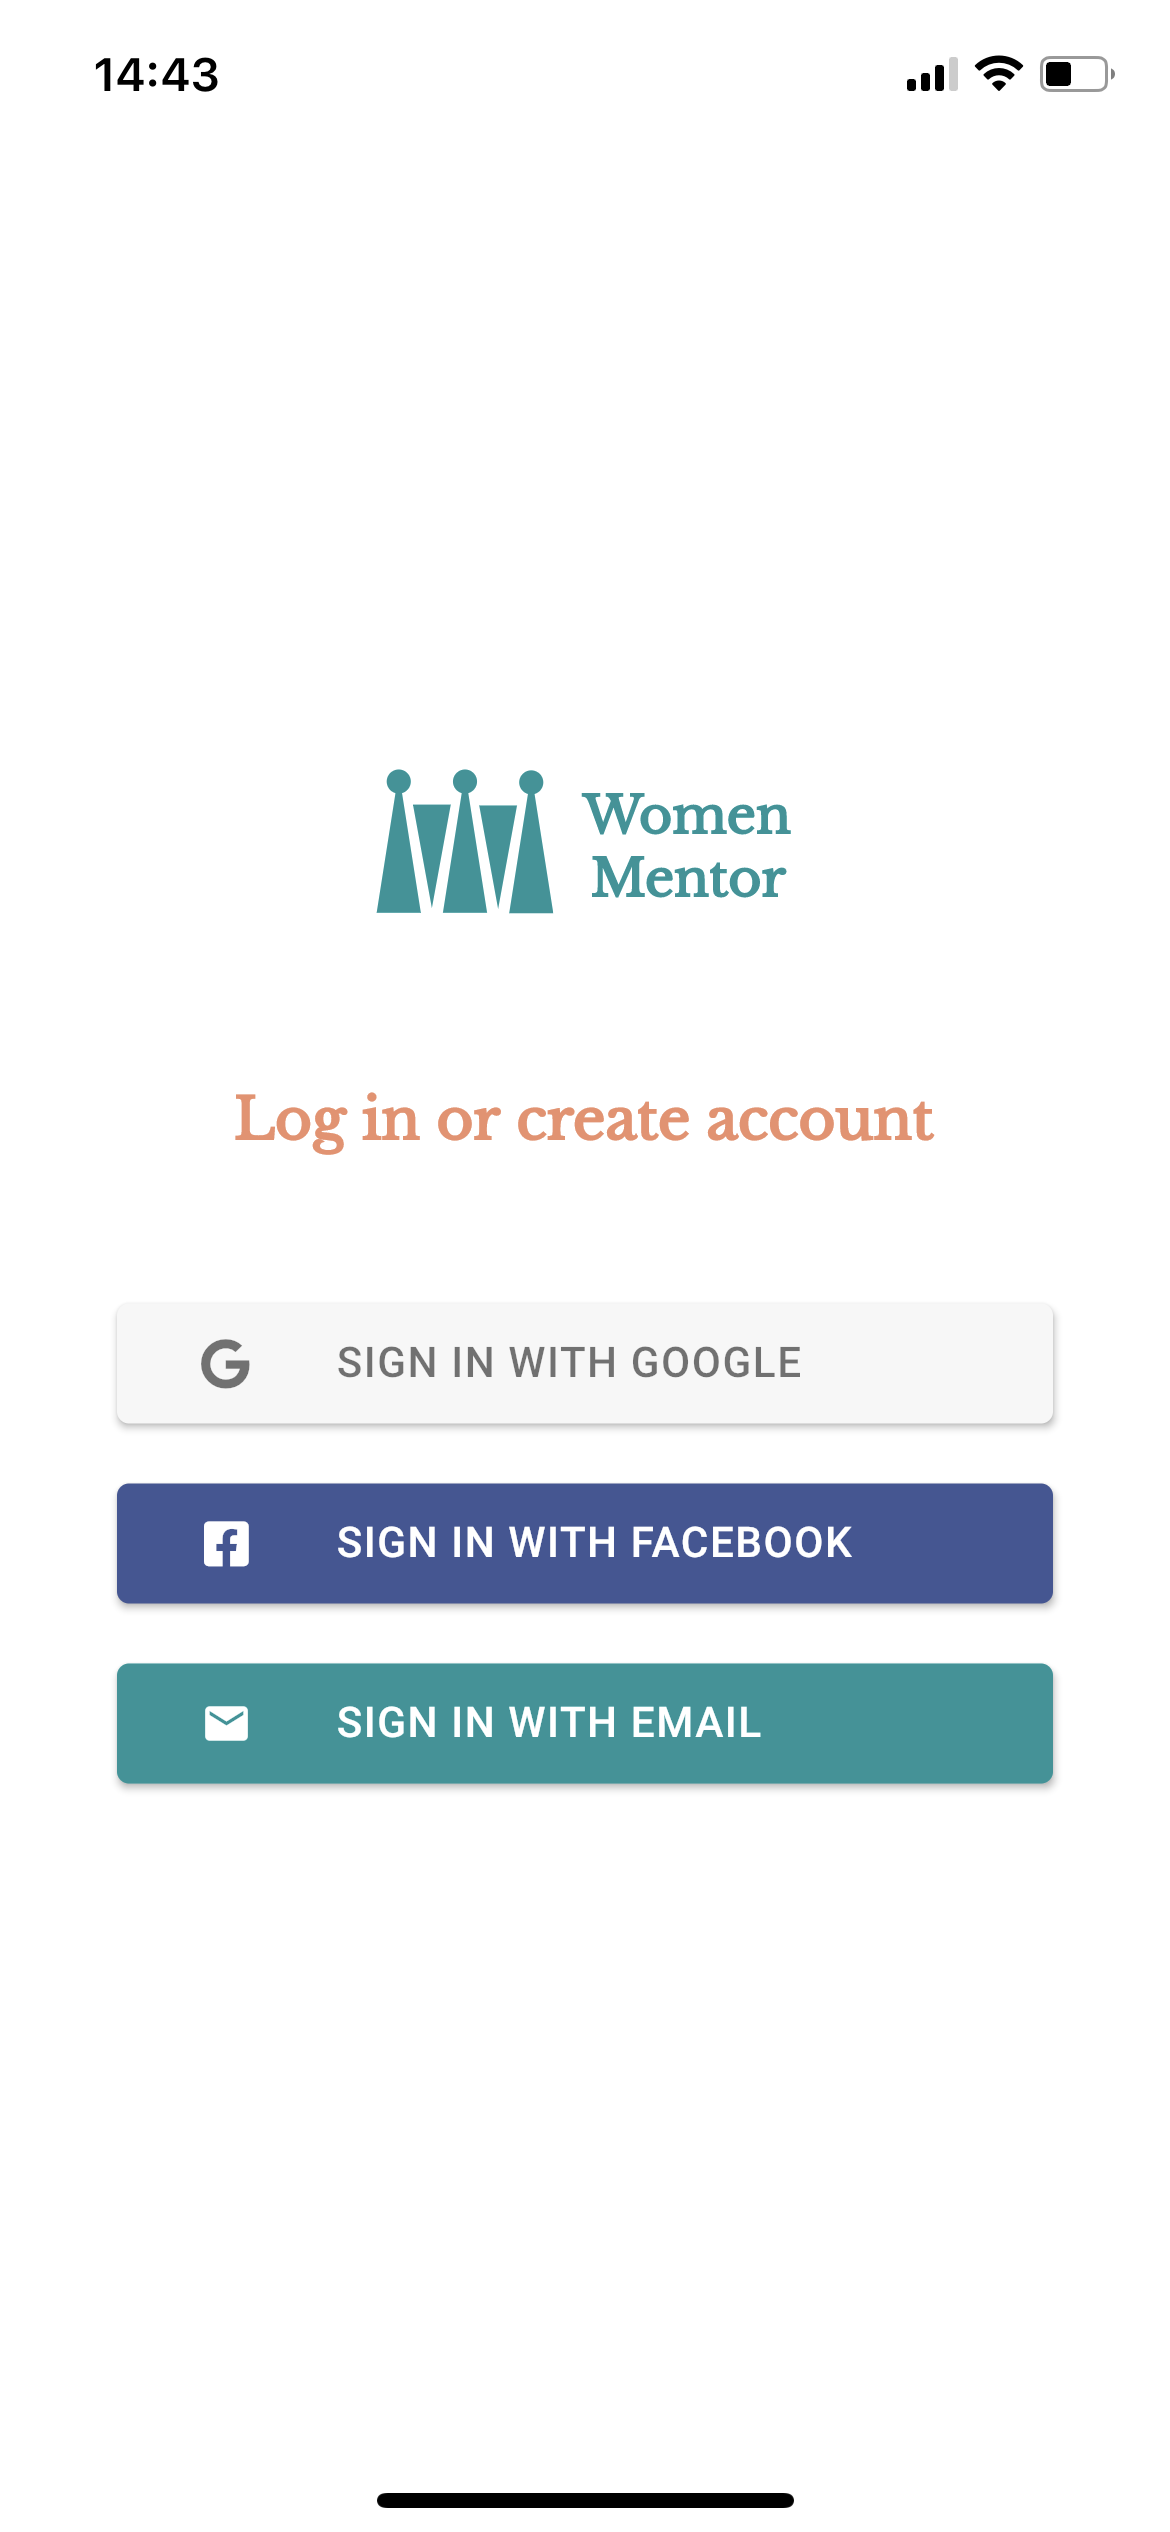 14:43
Women
Mentor
Log in or create account
SIGN IN WITH GOOGLE
SIGN IN WITH FACEBOOK
SIGN IN WITH EMAIL